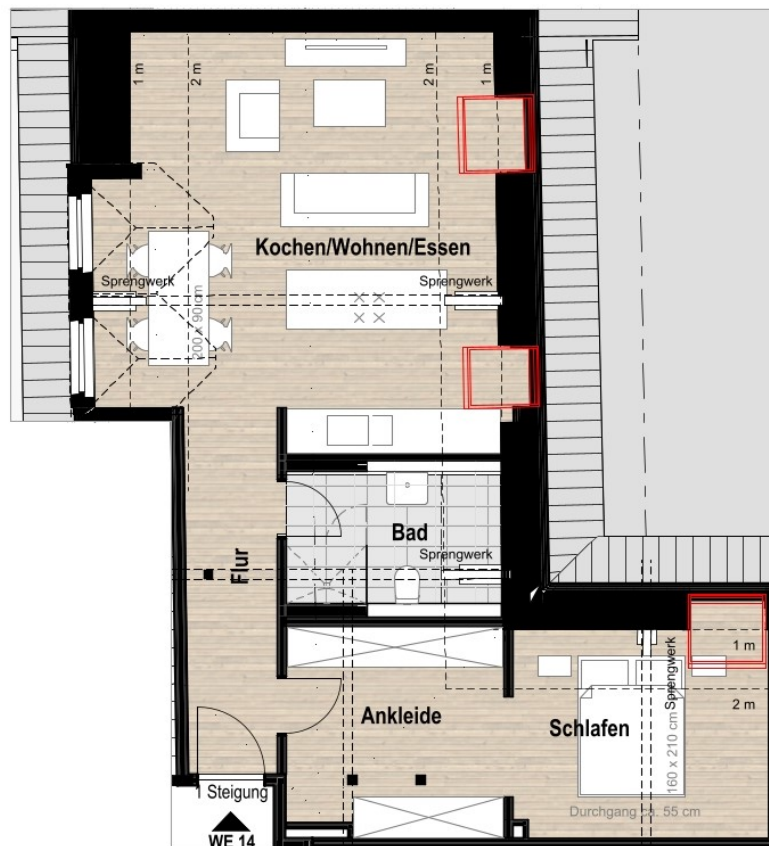 1 m
2 m
2 m
1 m
Kochen/Wohnen/Essen
Sprengwerk
Sprengwerk
200 x 90 cm
Bad
Sprengwerk
Flur
1 m
Sprengwerk
2 m
Ankleide
Schlafen
160 x 210 cm
1 Steigung
Durchgang ca. 55 cm
WE 14